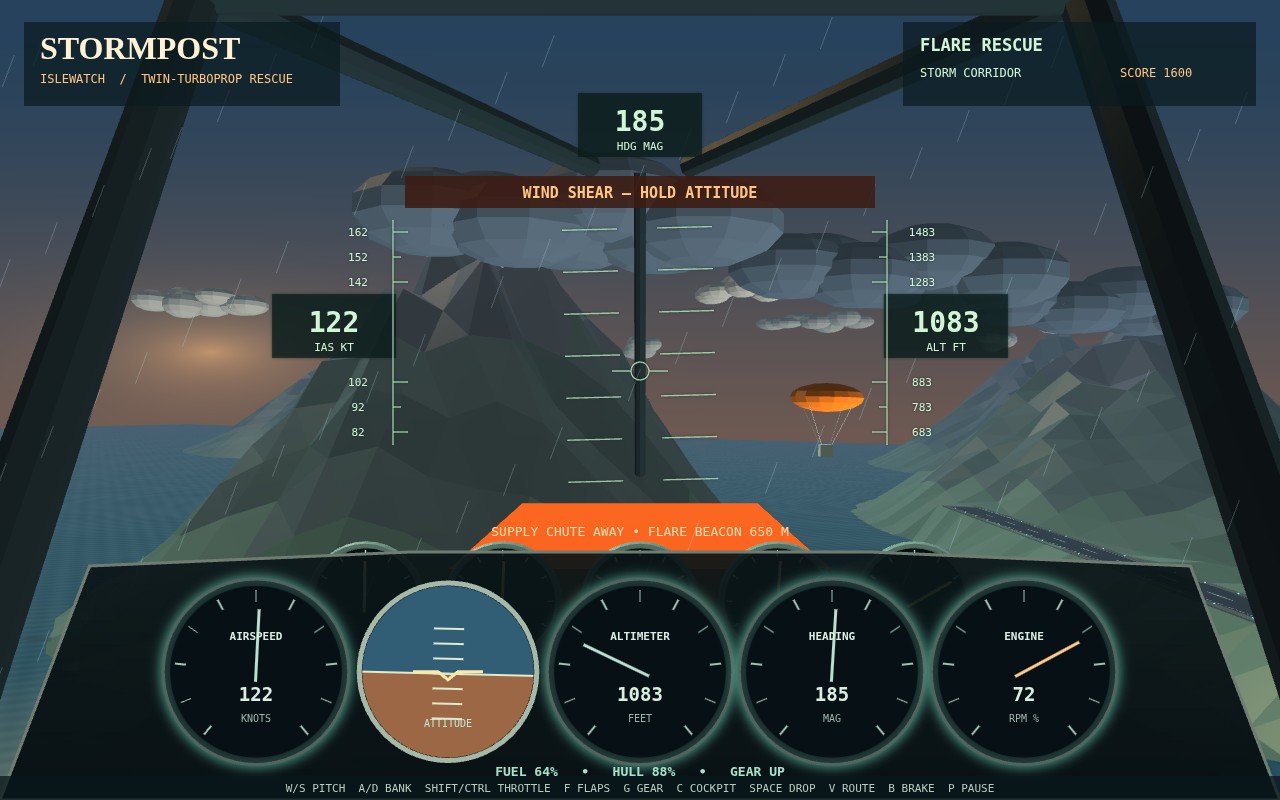 STORMPOST
ISLEWATCH / TWIN-TURBOPROP RESCUE
FLARE RESCUE
STORM CORRIDOR SCORE 1600
185
HDG MAG
WIND SHEAR — HOLD ATTITUDE
162
152
142
122
IAS KT
102
92
82
1483
1383
1283
1083
ALT FT
883
783
683
SUPPLY CHUTE AWAY • FLARE BEACON 650 M
AIRSPEED
122
KNOTS
ATTITUDE
ALTIMETER
1083
FEET
HEADING
185
MAG
ENGINE
72
RPM %
FUEL 64% • HULL 88% • GEAR UP
W/S PITCH A/D BANK SHIFT/CTRL THROTTLE F FLAPS G GEAR C COCKPIT SPACE DROP V ROUTE B BRAKE P PAUSE